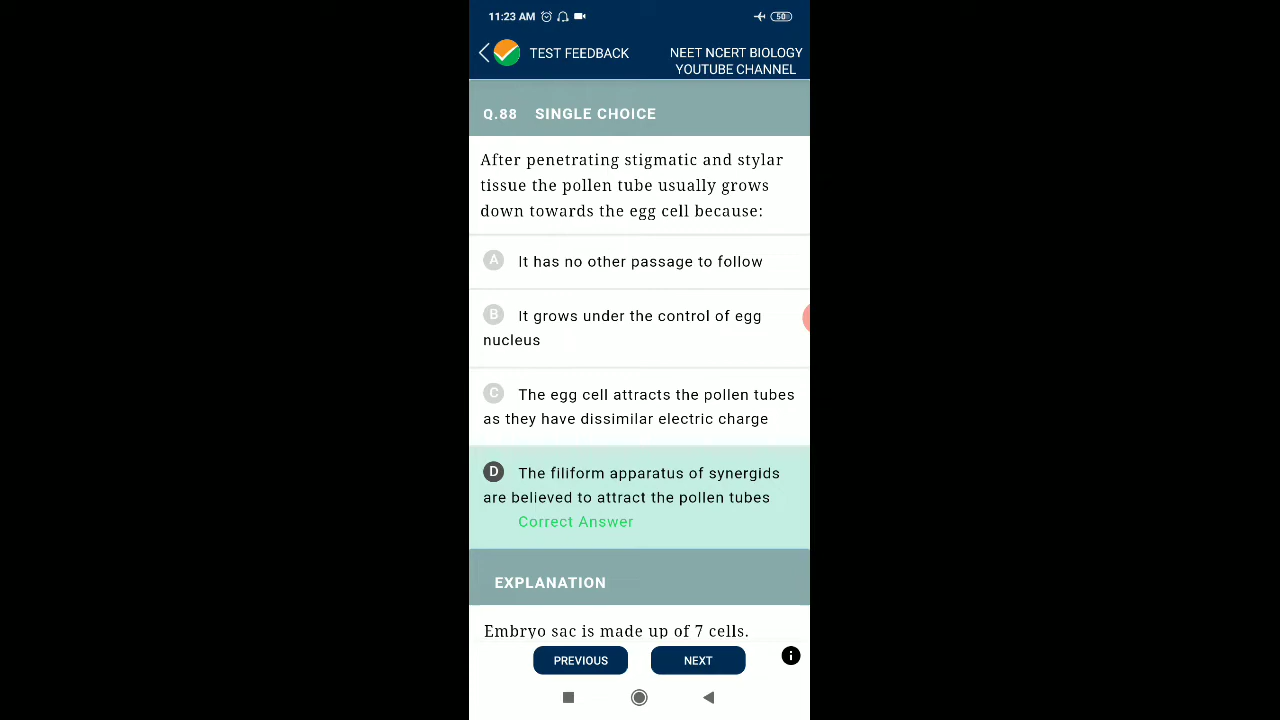 11:23 AM
50
TEST FEEDBACK
NEET NCERT BIOLOGY
YOUTUBE CHANNEL
Q.88 SINGLE CHOICE
After penetrating stigmatic and stylar
tissue the pollen tube usually grows
down towards the egg cell because:
A It has no other passage to follow
B It grows under the control of egg
nucleus
C The egg cell attracts the pollen tubes
as they have dissimilar electric charge
D The filiform apparatus of synergids
are believed to attract the pollen tubes
Correct Answer
EXPLANATION
Embryo sac is made up of 7 cells.
PREVIOUS
NEXT
i